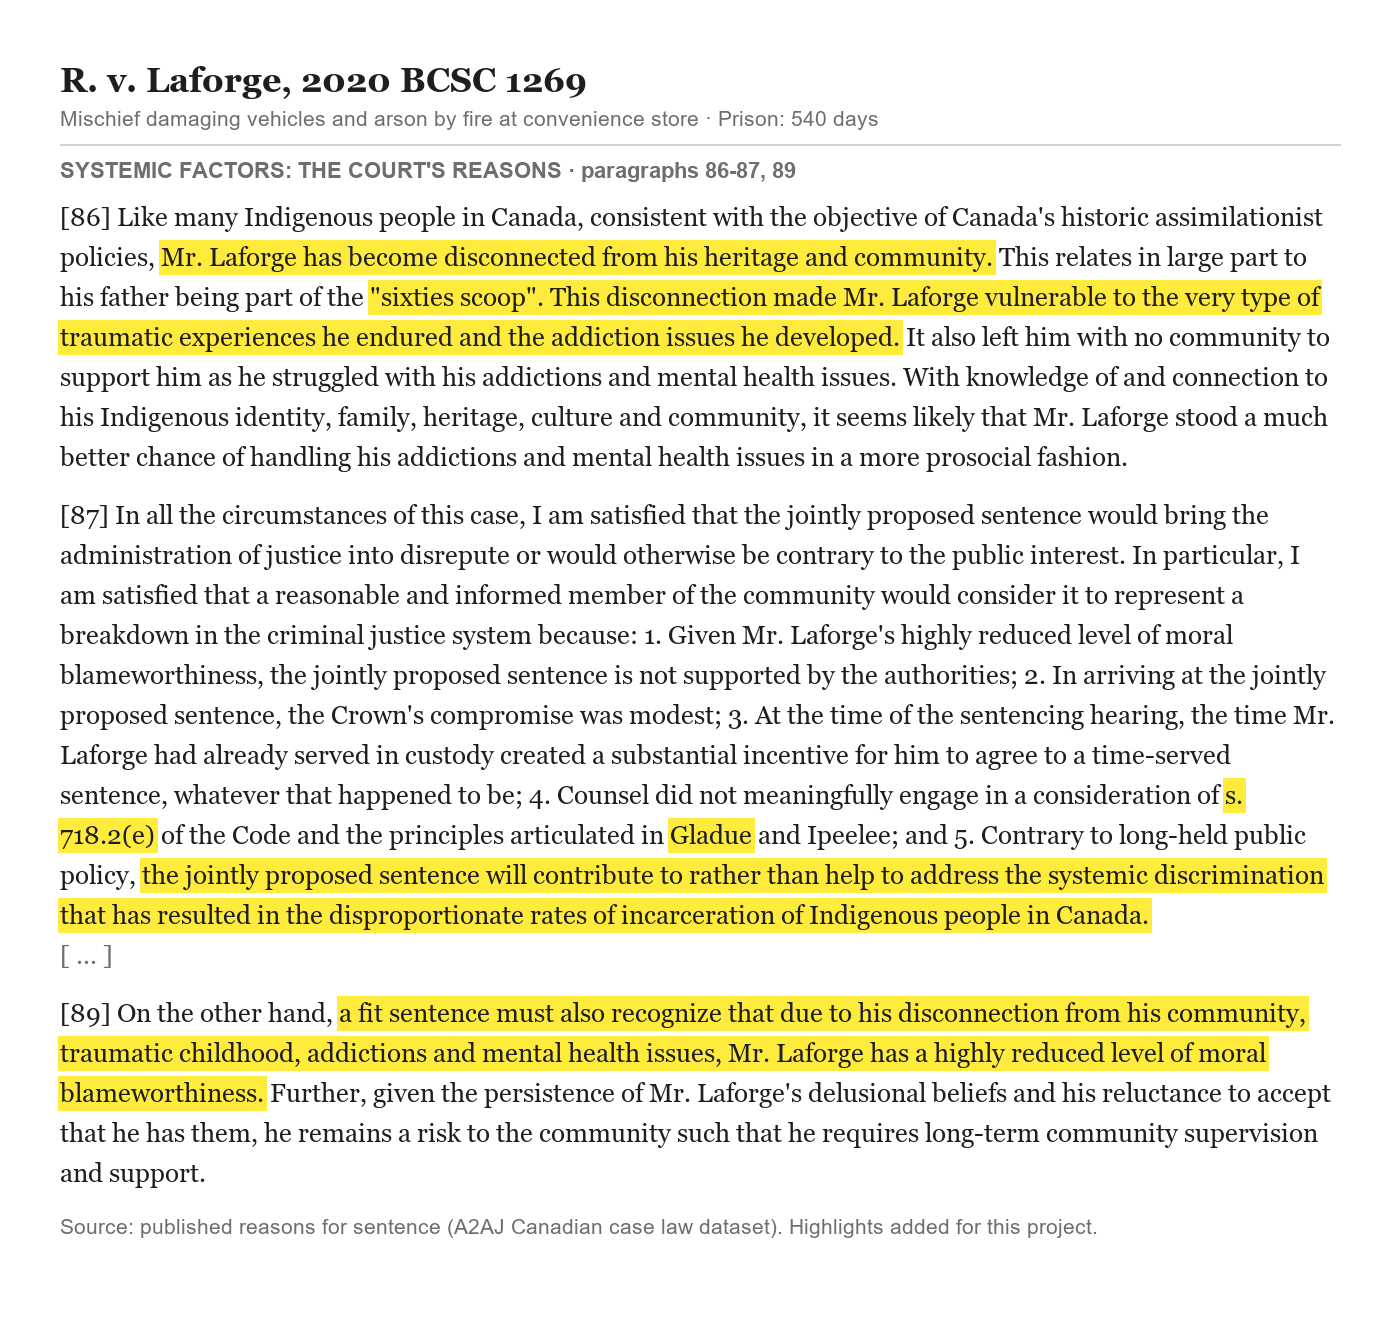 R. v. Laforge, 2020 BCSC 1269
Mischief damaging vehicles and arson by fire at convenience store · Prison: 540 days
SYSTEMIC FACTORS: THE COURT'S REASONS · paragraphs 86-87, 89
[86] Like many Indigenous people in Canada, consistent with the objective of Canada's historic assimilationist
policies, Mr. Laforge has become disconnected from his heritage and community. This relates in large part to
his father being part of the "sixties scoop". This disconnection made Mr. Laforge vulnerable to the very type of
traumatic experiences he endured and the addiction issues he developed. It also left him with no community to
support him as he struggled with his addictions and mental health issues. With knowledge of and connection to
his Indigenous identity, family, heritage, culture and community, it seems likely that Mr. Laforge stood a much
better chance of handling his addictions and mental health issues in a more prosocial fashion.
[87] In all the circumstances of this case, I am satisfied that the jointly proposed sentence would bring the
administration of justice into disrepute or would otherwise be contrary to the public interest. In particular, I
am satisfied that a reasonable and informed member of the community would consider it to represent a
breakdown in the criminal justice system because: 1. Given Mr. Laforge's highly reduced level of moral
blameworthiness, the jointly proposed sentence is not supported by the authorities; 2. In arriving at the jointly
proposed sentence, the Crown's compromise was modest; 3. At the time of the sentencing hearing, the time Mr.
Laforge had already served in custody created a substantial incentive for him to agree to a time-served
sentence, whatever that happened to be; 4. Counsel did not meaningfully engage in a consideration of s.
718.2(e) of the Code and the principles articulated in Gladue and Ipeelee; and 5. Contrary to long-held public
policy, the jointly proposed sentence will contribute to rather than help to address the systemic discrimination
that has resulted in the disproportionate rates of incarceration of Indigenous people in Canada.
[ ... ]
[89] On the other hand, a fit sentence must also recognize that due to his disconnection from his community,
traumatic childhood, addictions and mental health issues, Mr. Laforge has a highly reduced level of moral
blameworthiness. Further, given the persistence of Mr. Laforge's delusional beliefs and his reluctance to accept
that he has them, he remains a risk to the community such that he requires long-term community supervision
and support.
Source: published reasons for sentence (A2AJ Canadian case law dataset). Highlights added for this project.